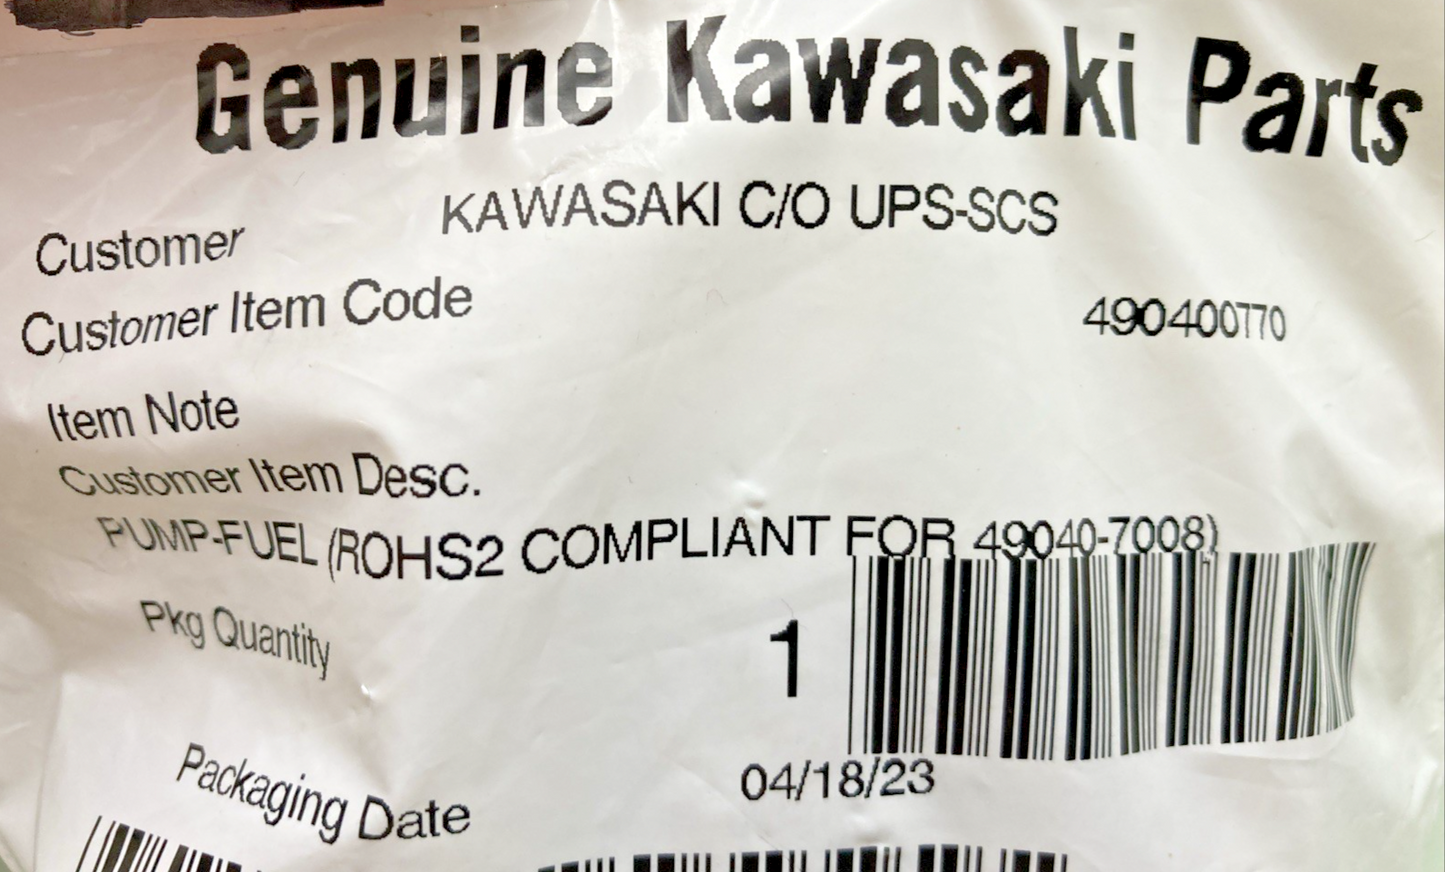 Genuine Kawasaki Parts
Customer KAWASAKI C/O UPS-SCS
Customer Item Code 490400770
Item Note
Customer Item Desc.
PUMP-FUEL (ROHS2 COMPLIANT FOR 49040-7008)
Pkg Quantity 1
Packaging Date 04/18/23